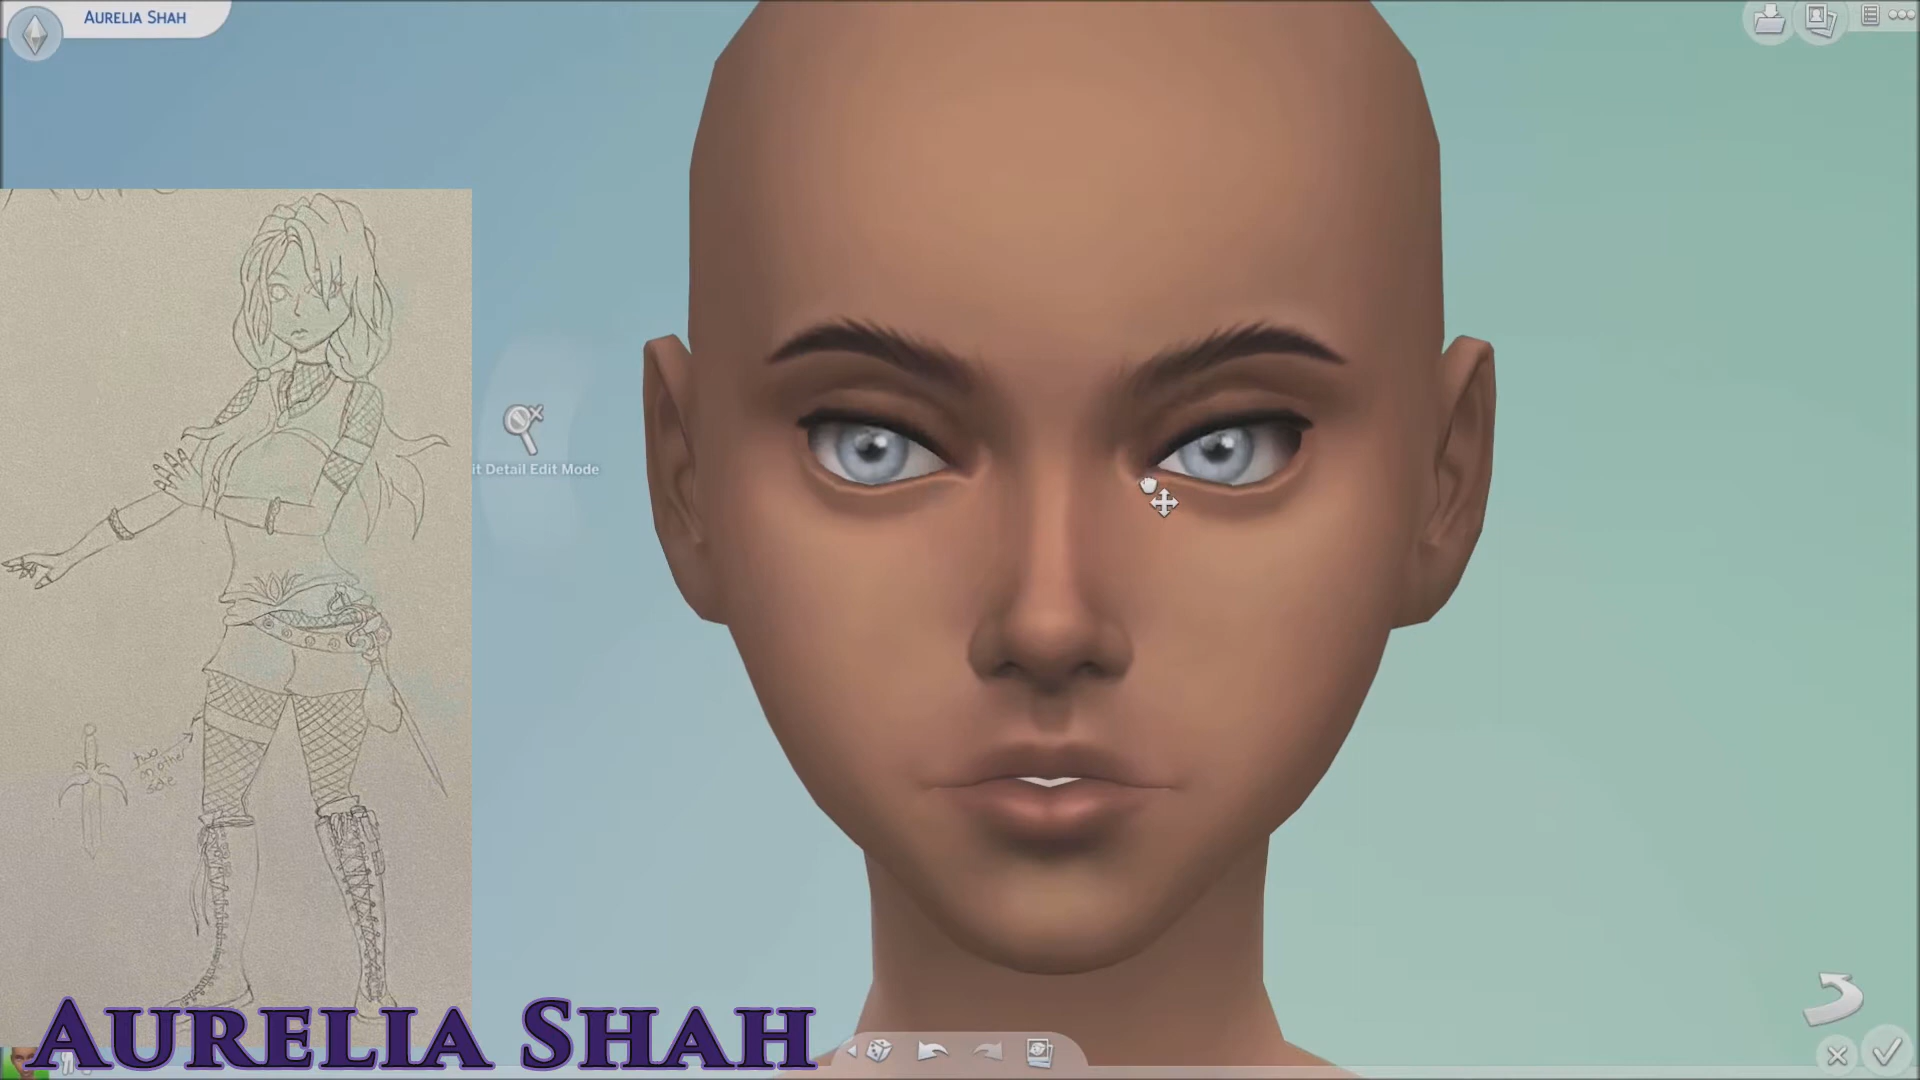 Aurelia Shah
it Detail Edit Mode
two
on other
side
Aurelia Shah